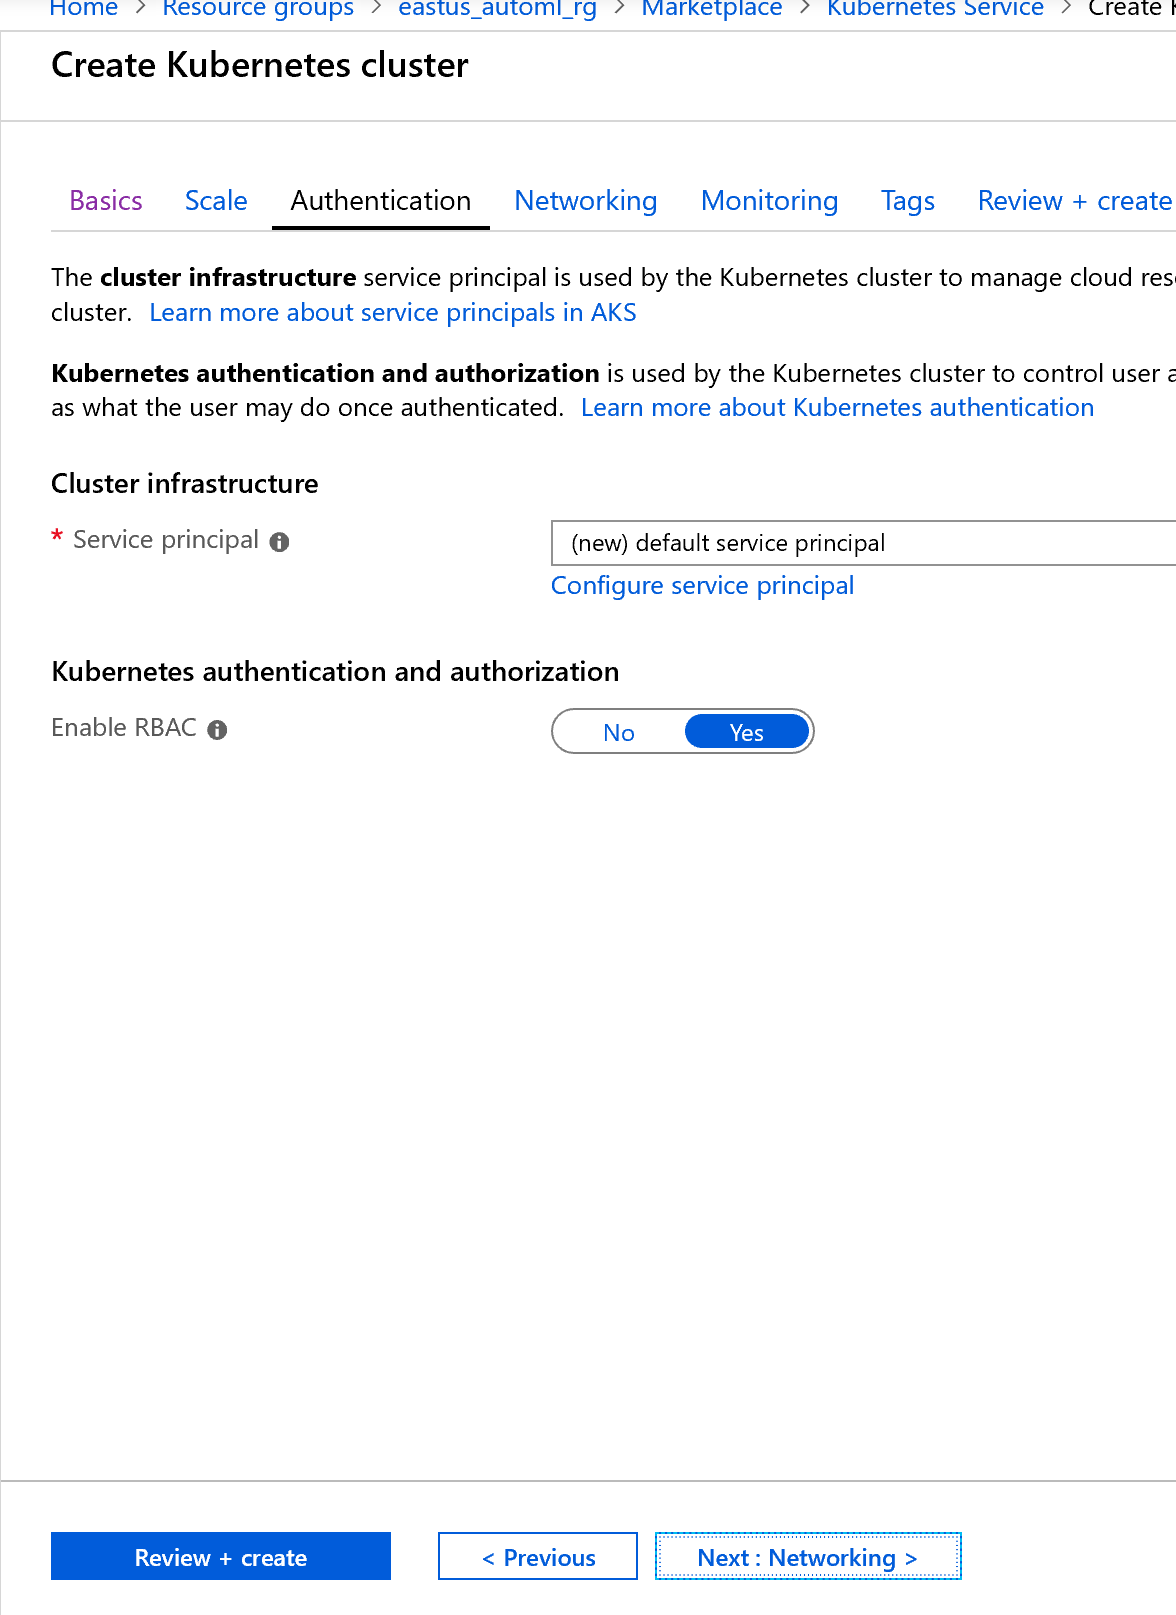 Home > Resource groups > eastus_automl_rg > Marketplace > Kubernetes Service > Create
Create Kubernetes cluster
Basics Scale Authentication Networking Monitoring Tags Review + create
The cluster infrastructure service principal is used by the Kubernetes cluster to manage cloud
cluster. Learn more about service principals in AKS
Kubernetes authentication and authorization is used by the Kubernetes cluster to control user
as what the user may do once authenticated. Learn more about Kubernetes authentication
Cluster infrastructure
* Service principal
(new) default service principal
Configure service principal
Kubernetes authentication and authorization
Enable RBAC
No Yes
Review + create < Previous Next : Networking >